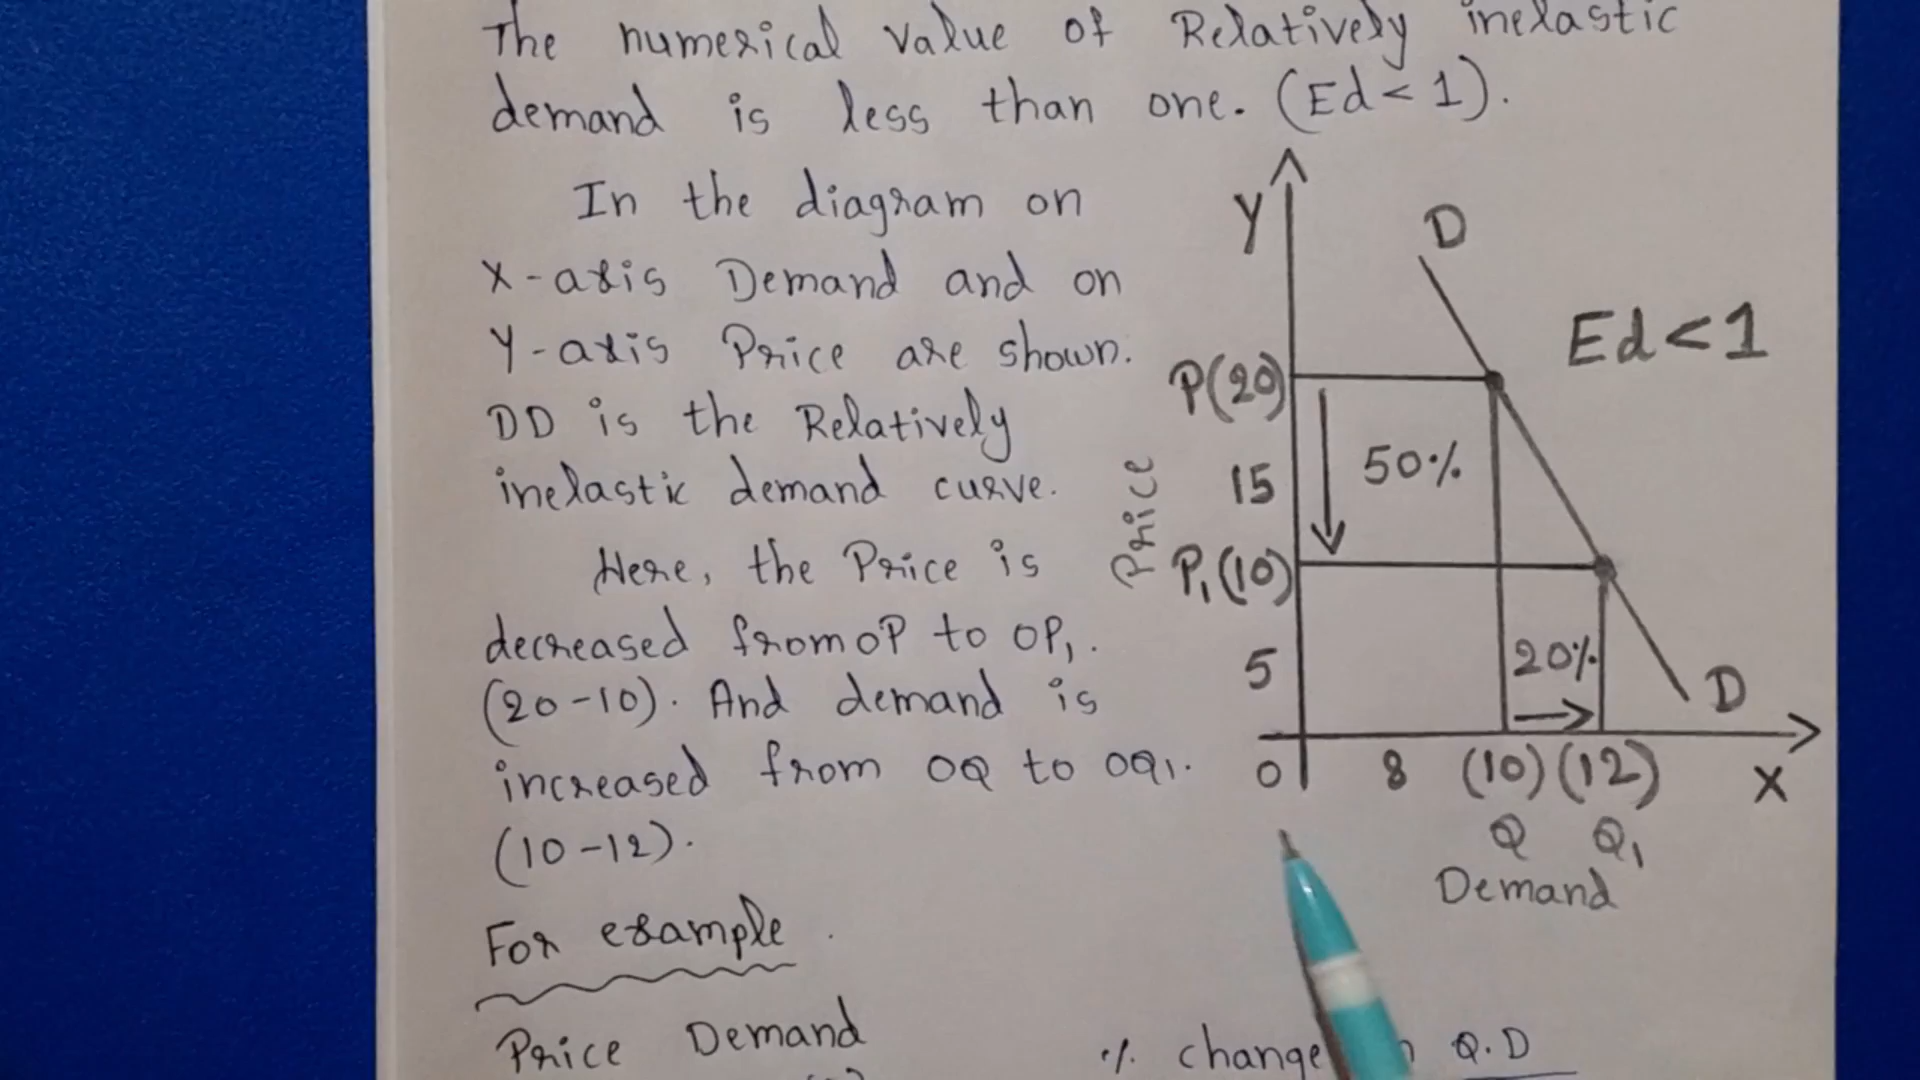 The numerical value of Relatively inelastic
demand is less than one. (Ed < 1).
In the diagram on
X-axis Demand and on
Y-axis Price are shown.
DD is the Relatively
inelastic demand curve.
Here, the Price is
decreased from OP to OP₁.
(20-10). And demand is
increased from OQ to OQ₁.
(10-12).
For example
Price Demand
% change Q.D
Y
D
Ed < 1
P(20)
50%
15
Price
P₁(10)
20%
5
D
0 8 (10) (12) X
Q Q₁
Demand